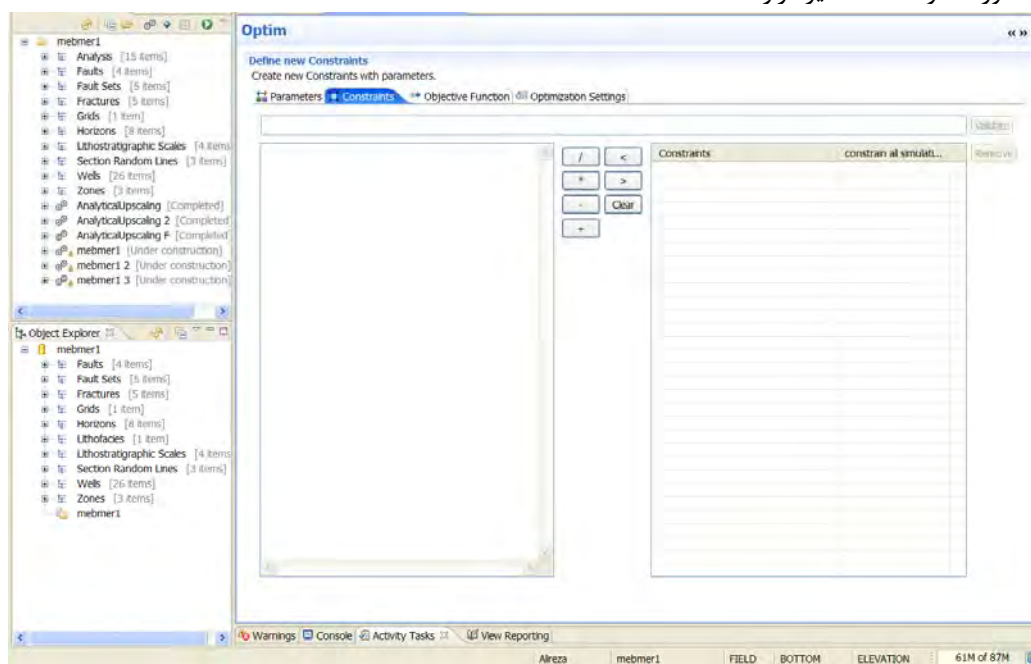 mebmer1
Analysis [15 items]
Faults [4 items]
Fault Sets [5 items]
Fractures [5 items]
Grids [1 item]
Horizons [8 items]
Lithostratigraphic Scales [4 items
Section Random Lines [3 items]
Wells [26 items]
Zones [3 items]
AnalyticalUpscaling [Completed]
AnalyticalUpscaling 2 [Completed
AnalyticalUpscaling F [Completed
mebmer1 [Under construction]
mebmer1 2 [Under construction]
mebmer1 3 [Under construction]
Object Explorer
mebmer1
Faults [4 items]
Fault Sets [5 items]
Fractures [5 items]
Grids [1 item]
Horizons [8 items]
Lithofacies [1 item]
Lithostratigraphic Scales [4 items
Section Random Lines [3 items]
Wells [26 items]
Zones [3 items]
mebmer1
Optim
Define new Constraints
Create new Constraints with parameters.
Parameters Constraints Objective Function Optimization Settings
Validate
/ <
* >
- Clear
+
Constraints constrain al simulati...
Remove
Warnings Console Activity Tasks View Reporting
Alreza mebmer1 FIELD BOTTOM ELEVATION 61M of 87M